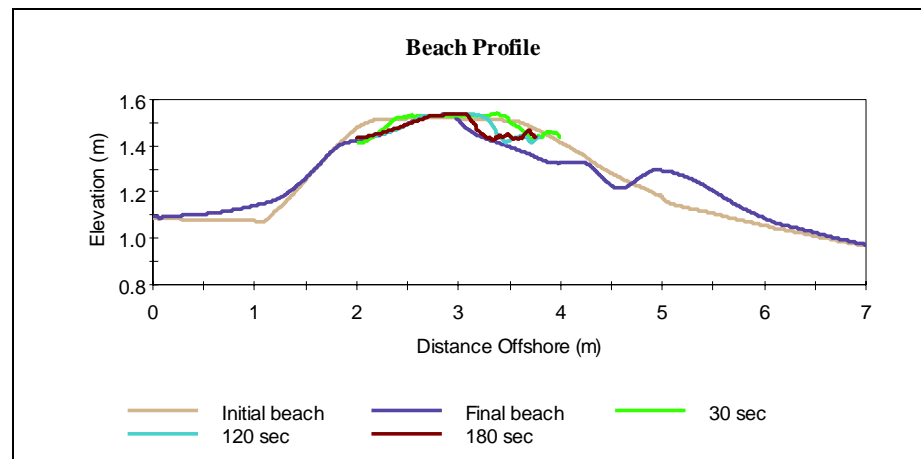 Beach Profile
1.6
1.4
1.2
1.0
0.8
Elevation (m)
0 1 2 3 4 5 6 7
Distance Offshore (m)
Initial beach Final beach 30 sec
120 sec 180 sec